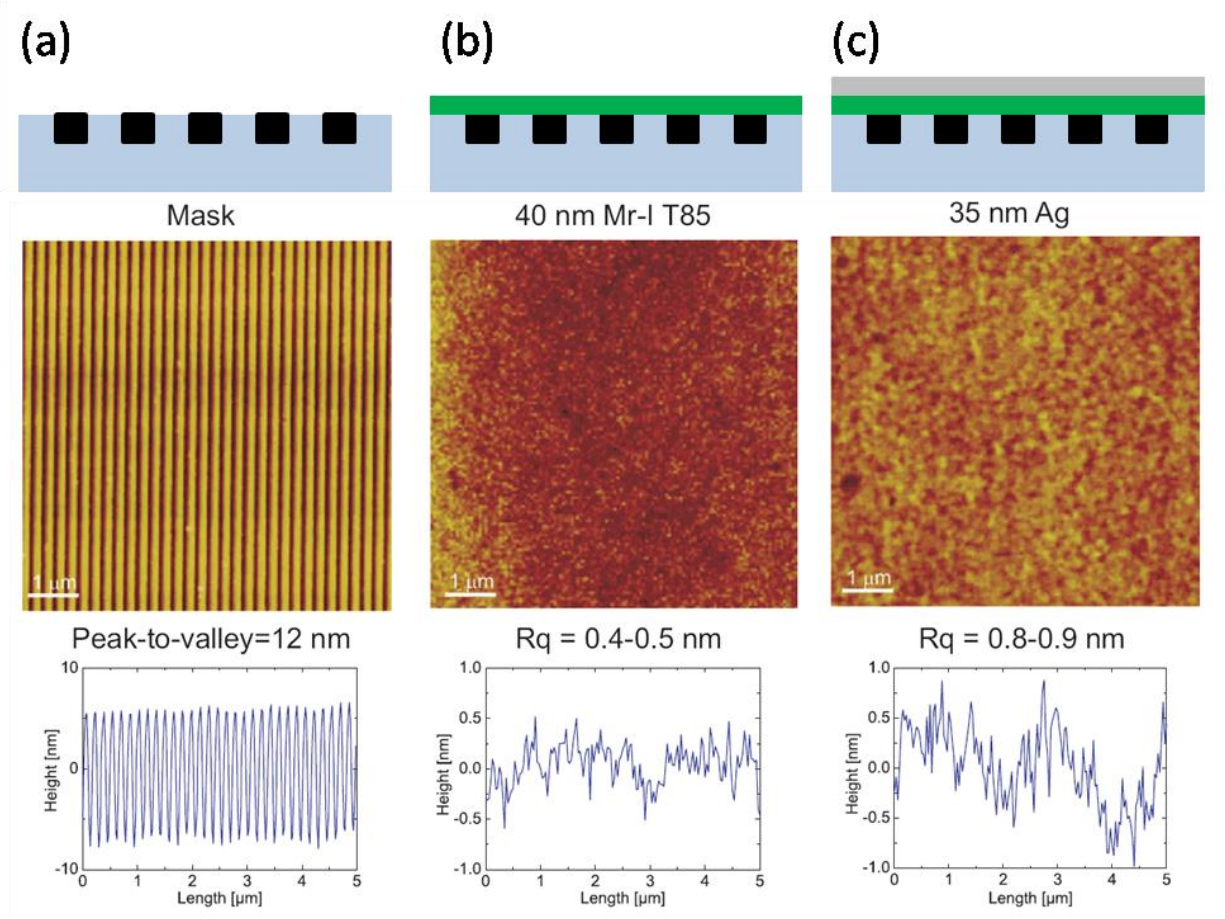 (a) (b) (c)
Mask 40 nm Mr-I T85 35 nm Ag
1 μm 1 μm 1 μm
Peak-to-valley=12 nm Rq = 0.4-0.5 nm Rq = 0.8-0.9 nm
10
0
-10
Height [nm]
0 1 2 3 4 5
Length [μm]
1.0
0.5
0.0
-0.5
-1.0
Height [nm]
0 1 2 3 4 5
Length [μm]
1.0
0.5
0.0
-0.5
-1.0
Height [nm]
0 1 2 3 4 5
Length [μm]